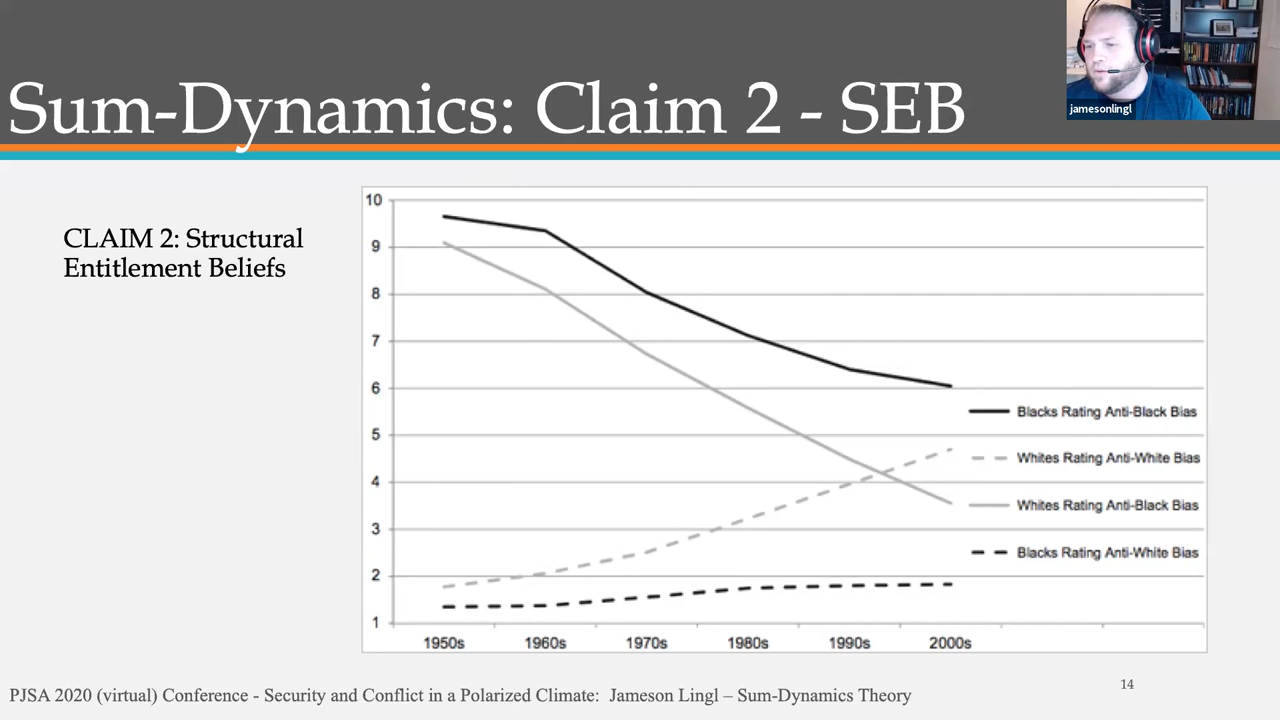 Sum-Dynamics: Claim 2 - SEB
jamesonlingl
CLAIM 2: Structural
Entitlement Beliefs
10
9
8
7
6
5
4
3
2
1
Blacks Rating Anti-Black Bias
Whites Rating Anti-White Bias
Whites Rating Anti-Black Bias
Blacks Rating Anti-White Bias
1950s 1960s 1970s 1980s 1990s 2000s
PJSA 2020 (virtual) Conference - Security and Conflict in a Polarized Climate: Jameson Lingl – Sum-Dynamics Theory
14